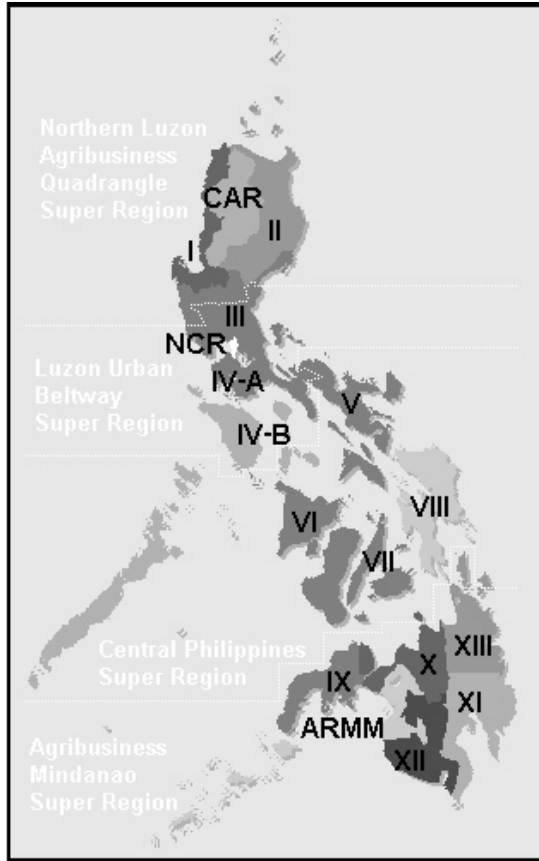 Northern Luzon
Agribusiness
Quadrangle
Super Region
CAR
II
I
III
NCR
IV-A
Luzon Urban
Beltway
Super Region
V
IV-B
VIII
VI
VII
Central Philippines
Super Region
XIII
X
IX
XI
ARMM
XII
Agribusiness
Mindanao
Super Region